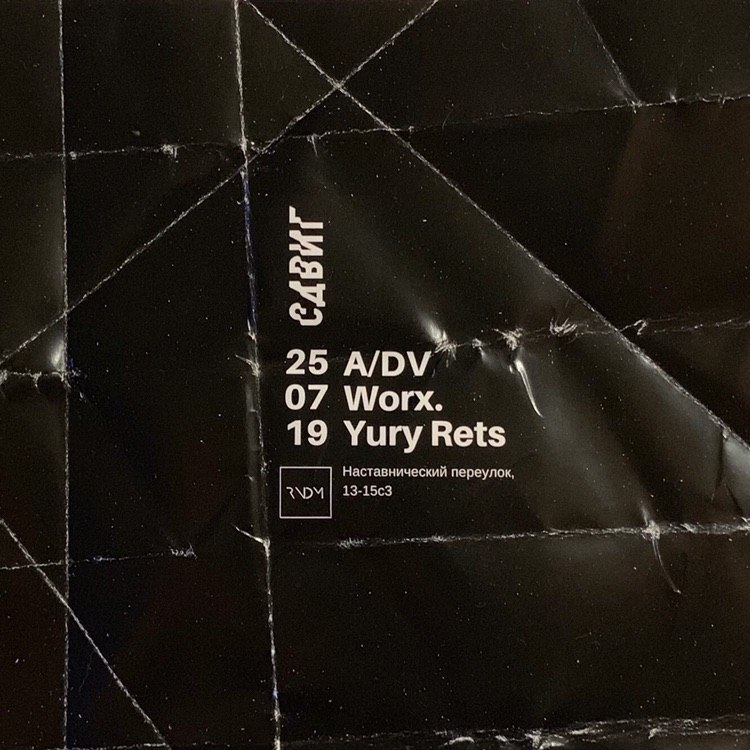 СДВИГ
25 A/DV
07 Worx.
19 Yury Rets
RNDM
Наставнический переулок,
13-15с3